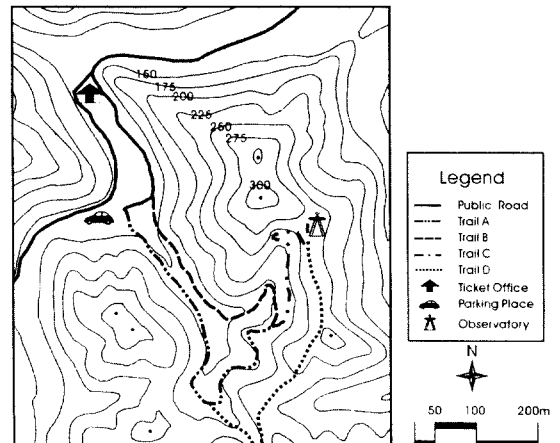 150
175
200
225
250
275
300
Legend
Public Road
Trail A
Trail B
Trail C
Trail D
Ticket Office
Parking Place
Observatory
N
50 100 200m